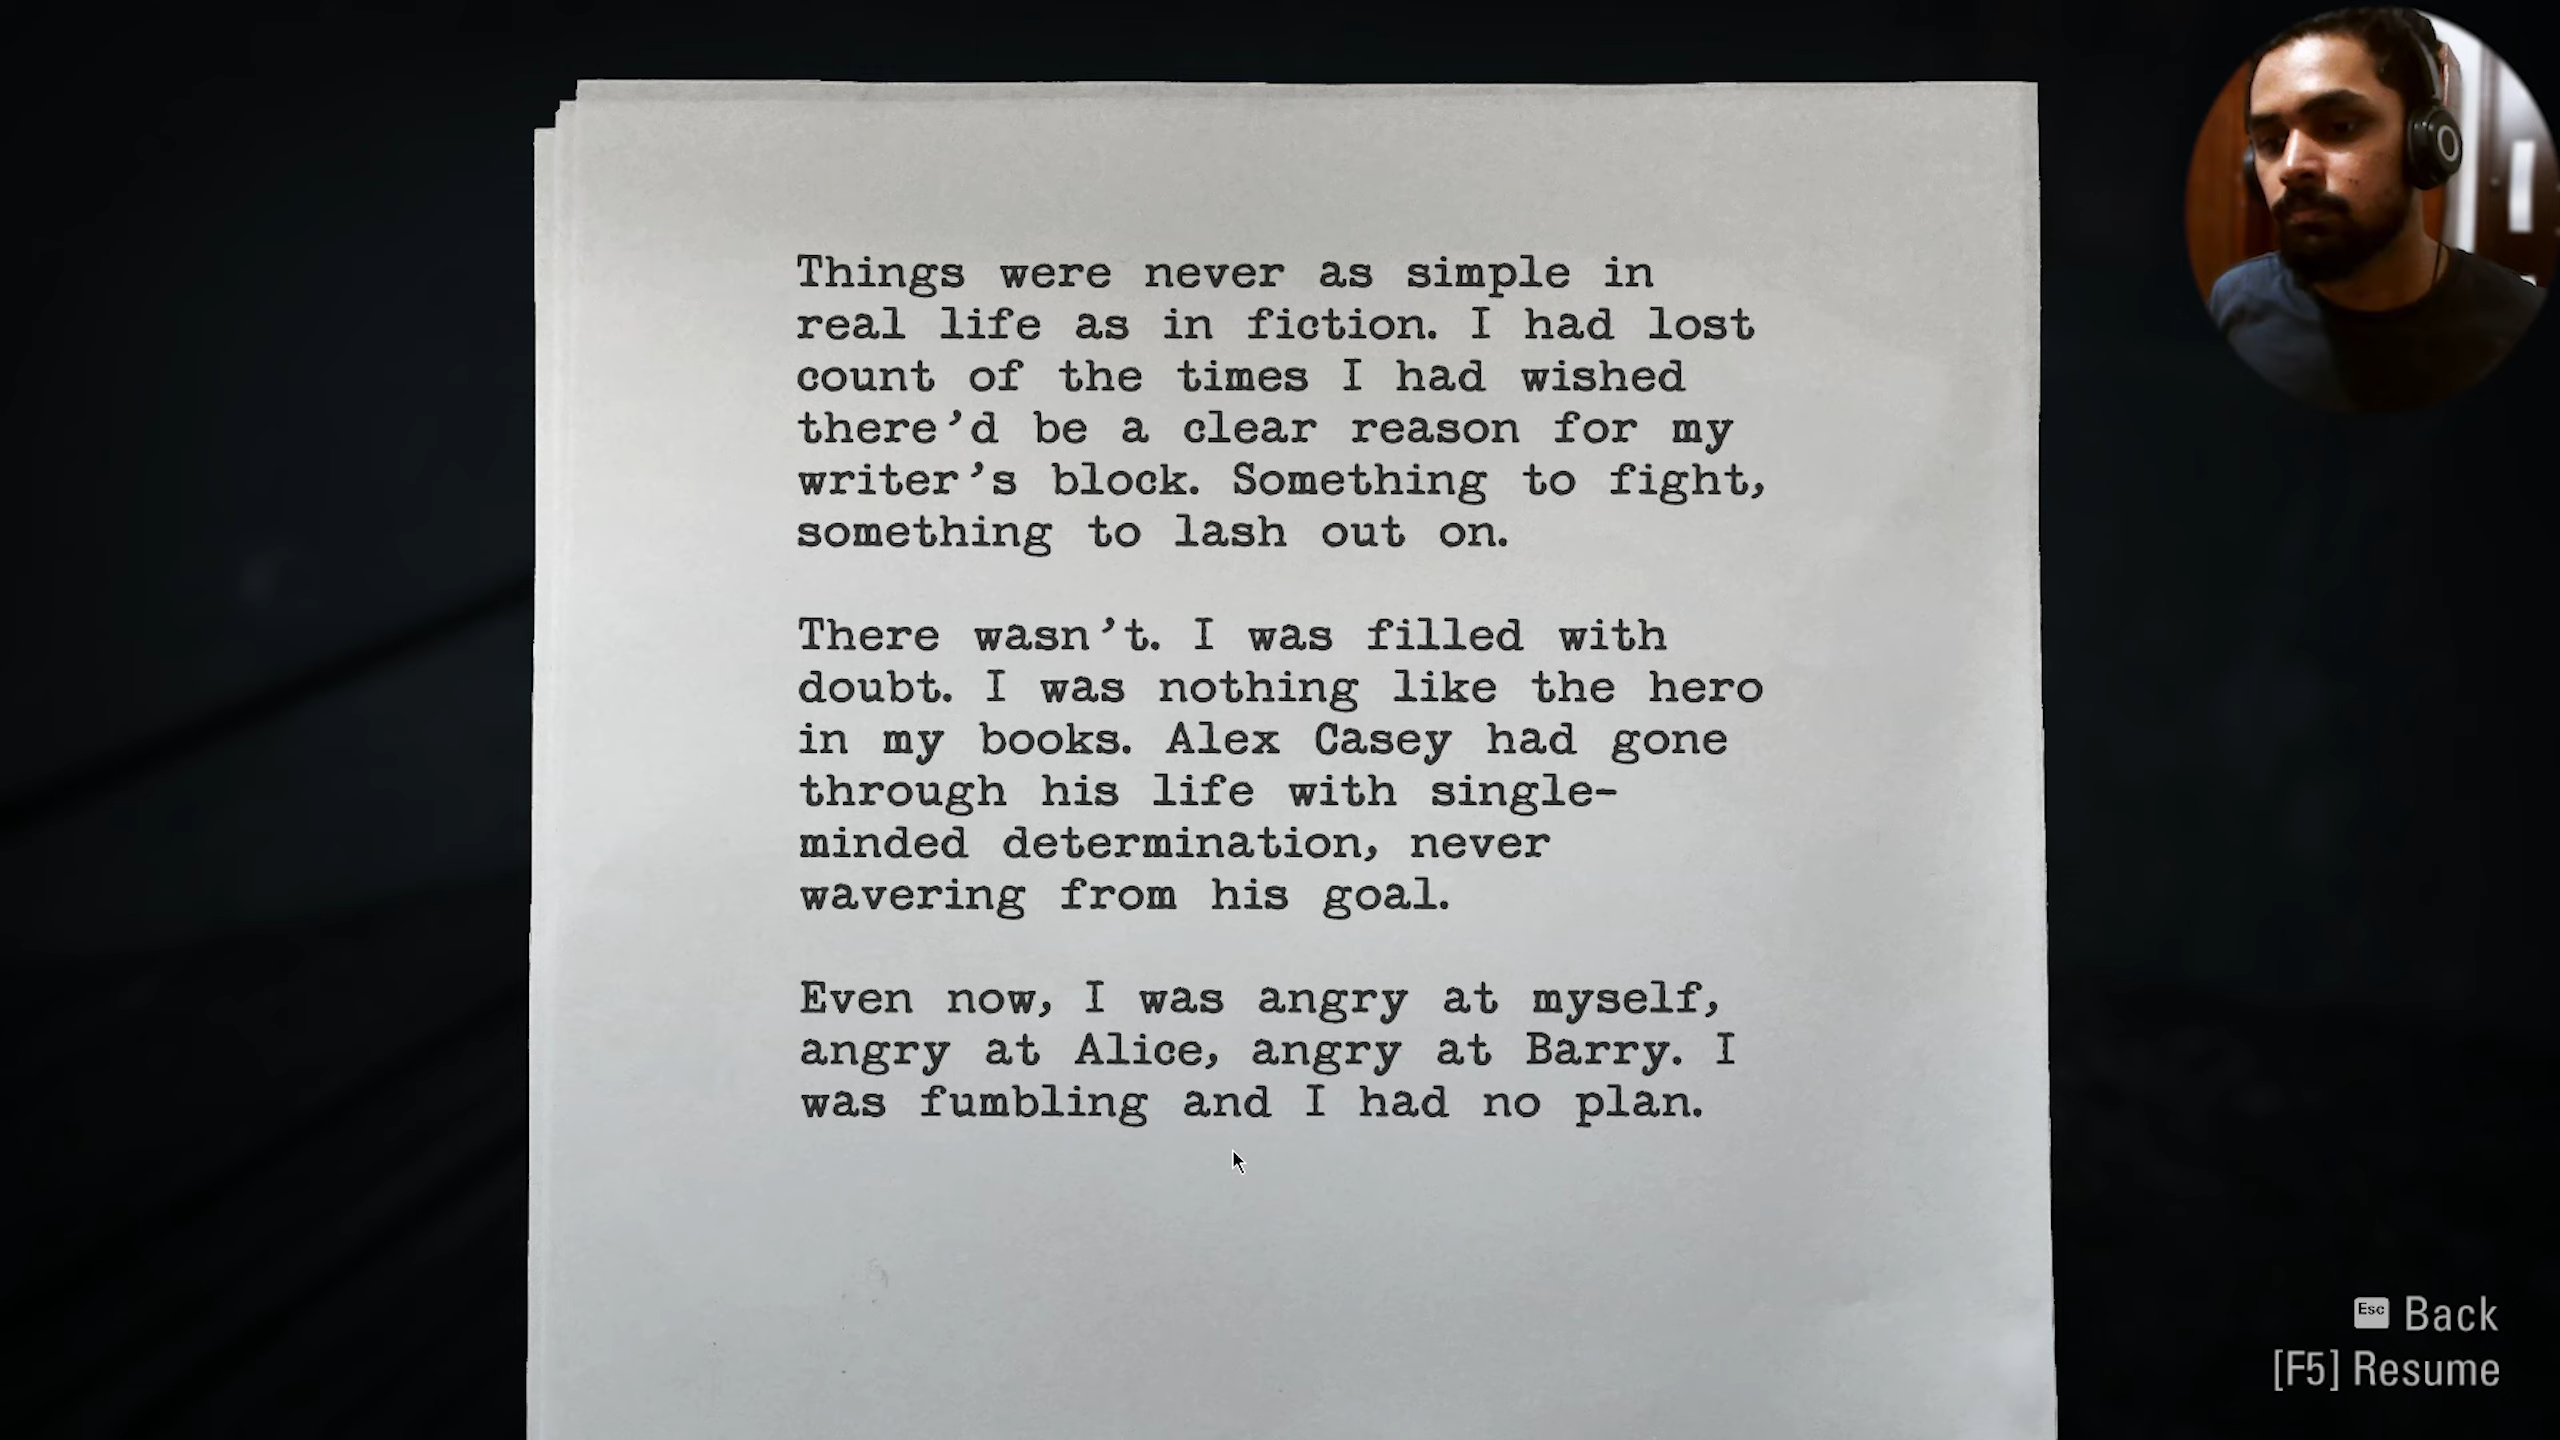 Things were never as simple in
real life as in fiction. I had lost
count of the times I had wished
there’d be a clear reason for my
writer’s block. Something to fight,
something to lash out on.
There wasn’t. I was filled with
doubt. I was nothing like the hero
in my books. Alex Casey had gone
through his life with single-
minded determination, never
wavering from his goal.
Even now, I was angry at myself,
angry at Alice, angry at Barry. I
was fumbling and I had no plan.
Esc Back
[F5] Resume